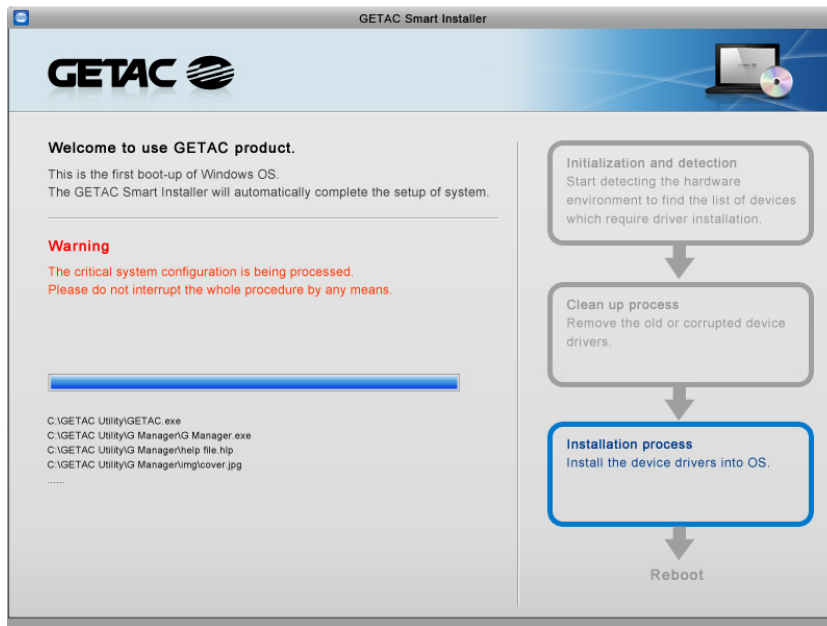 GETAC Smart Installer
GETAC
Welcome to use GETAC product.
This is the first boot-up of Windows OS.
The GETAC Smart Installer will automatically complete the setup of system.
Warning
The critical system configuration is being processed.
Please do not interrupt the whole procedure by any means.
C:\GETAC Utility\GETAC.exe
C:\GETAC Utility\G Manager\G Manager.exe
C:\GETAC Utility\G Manager\help file.hlp
C:\GETAC Utility\G Manager\img\cover.jpg
......
Initialization and detection
Start detecting the hardware
environment to find the list of devices
which require driver installation.
Clean up process
Remove the old or corrupted device
drivers.
Installation process
Install the device drivers into OS.
Reboot